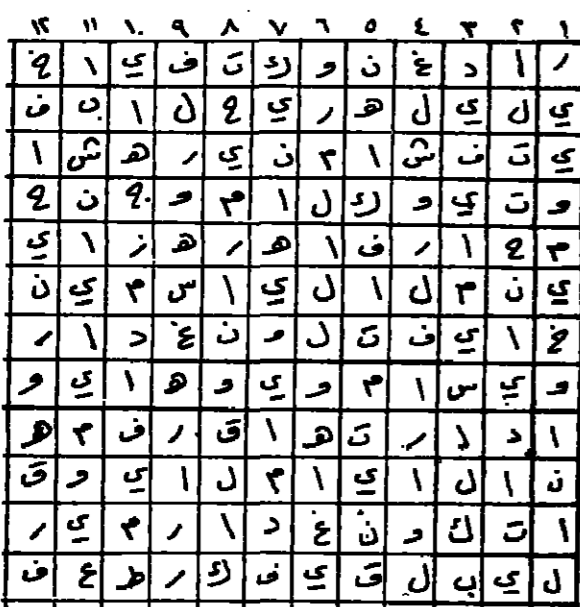 ١ ٢ ٣ ٤ ٥ ٦ ٧ ٨ ٩ ١٠ ١١ ١٢
ر ا د غ ن و ك ت ف ي ا خ
ي ل ي ل ه ر ي ح ل ا ب ف
ي ت ف ش ا م ن ي ر ه ش ا
و ت ي و ك ل ا م و ج ن ح
م ح ا ر ف ا ه ر ه ز ا ي
ي ن م ل ا ل ي ا س م ي ن
خ ا ي ف ت ل و ن غ د ا ر
و ي س ا م و ي و ه ا ي و
ا د ل ر ت ه ا ق ر ف م ه
ن ا ل ا ي ا م ل ا ي و ق
ا ت ك و ن غ د ا ر م ي ر
ل ي ب ل ق ي ف ك ر ط ع ف